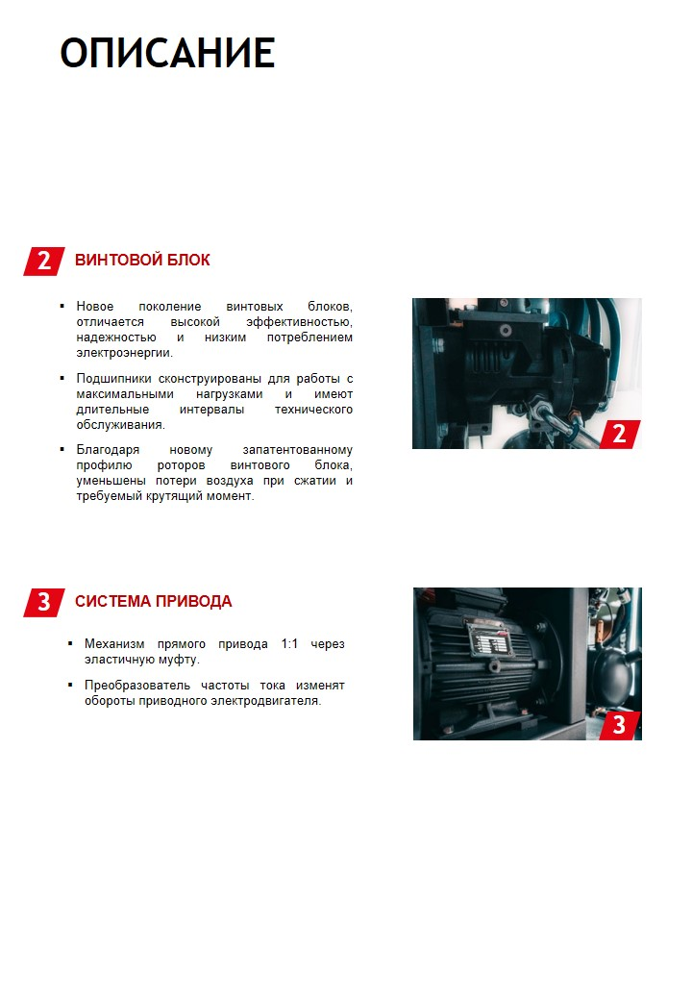 ОПИСАНИЕ
2 ВИНТОВОЙ БЛОК
▪ Новое поколение винтовых блоков,
отличается высокой эффективностью,
надежностью и низким потреблением
электроэнергии.
▪ Подшипники сконструированы для работы с
максимальными нагрузками и имеют
длительные интервалы технического
обслуживания.
▪ Благодаря новому запатентованному
профилю роторов винтового блока,
уменьшены потери воздуха при сжатии и
требуемый крутящий момент.
2
3 СИСТЕМА ПРИВОДА
▪ Механизм прямого привода 1:1 через
эластичную муфту.
▪ Преобразователь частоты тока изменят
обороты приводного электродвигателя.
3